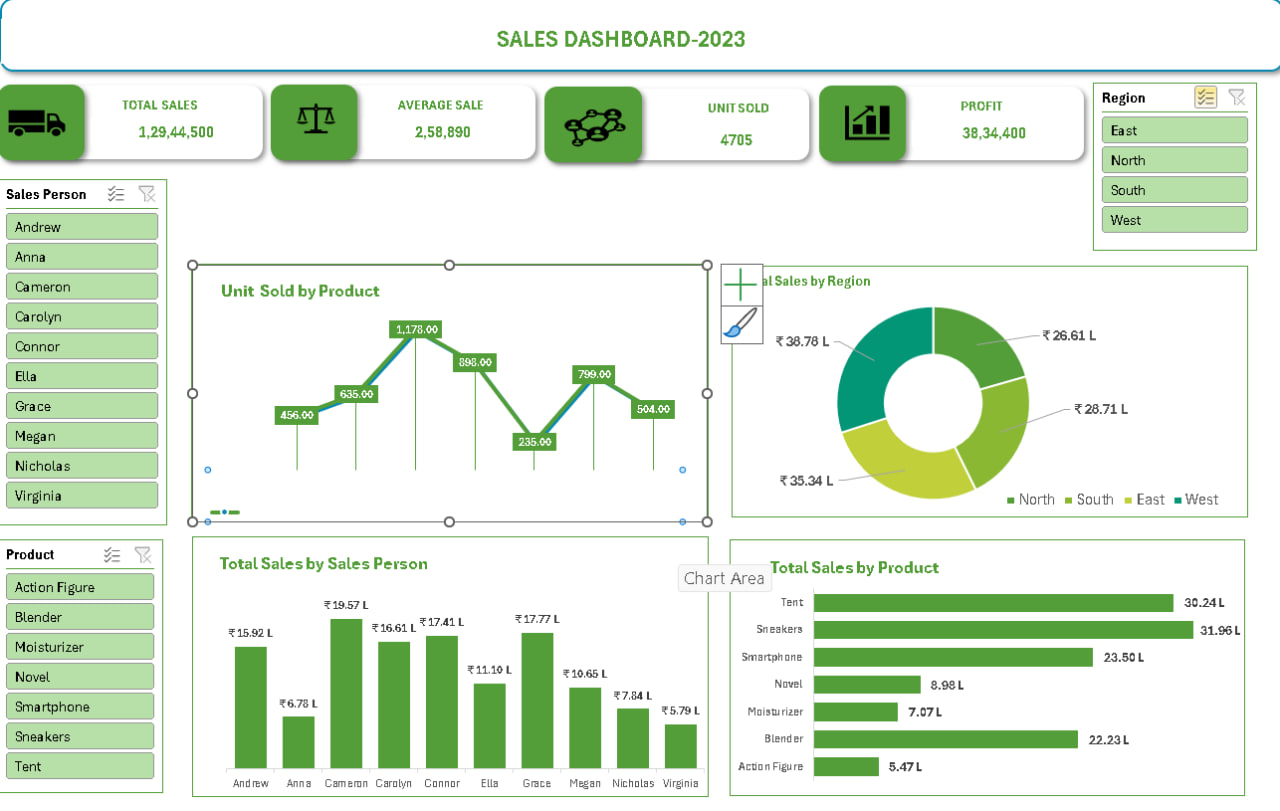 SALES DASHBOARD-2023
TOTAL SALES
1,29,44,500
AVERAGE SALE
2,58,890
UNIT SOLD
4705
PROFIT
38,34,400
Region
East
North
South
West
Sales Person
Andrew
Anna
Cameron
Carolyn
Connor
Ella
Grace
Megan
Nicholas
Virginia
Unit Sold by Product
1,178.00
898.00
799.00
635.00
504.00
456.00
235.00
al Sales by Region
₹ 26.61 L
₹ 38.78 L
₹ 28.71 L
₹ 35.34 L
North South East West
Product
Action Figure
Blender
Moisturizer
Novel
Smartphone
Sneakers
Tent
Total Sales by Sales Person
₹ 15.92 L
₹ 6.78 L
₹ 19.57 L
₹ 16.61 L
₹ 17.41 L
₹ 11.10 L
₹ 17.77 L
₹ 10.65 L
₹ 7.84 L
₹ 5.79 L
Andrew Anna Cameron Carolyn Connor Ella Grace Megan Nicholas Virginia
Chart Area
Total Sales by Product
Tent 30.24 L
Sneakers 31.96 L
Smartphone 23.50 L
Novel 8.98 L
Moisturizer 7.07 L
Blender 22.23 L
Action Figure 5.47 L